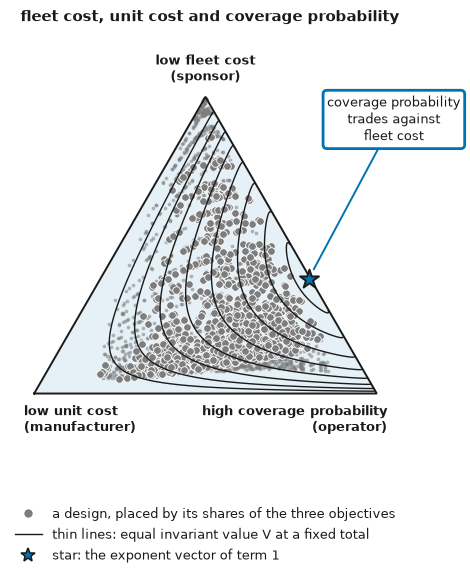 fleet cost, unit cost and coverage probability
low fleet cost
(sponsor)
coverage probability
trades against
fleet cost
low unit cost
(manufacturer)
high coverage probability
(operator)
a design, placed by its shares of the three objectives
thin lines: equal invariant value V at a fixed total
star: the exponent vector of term 1